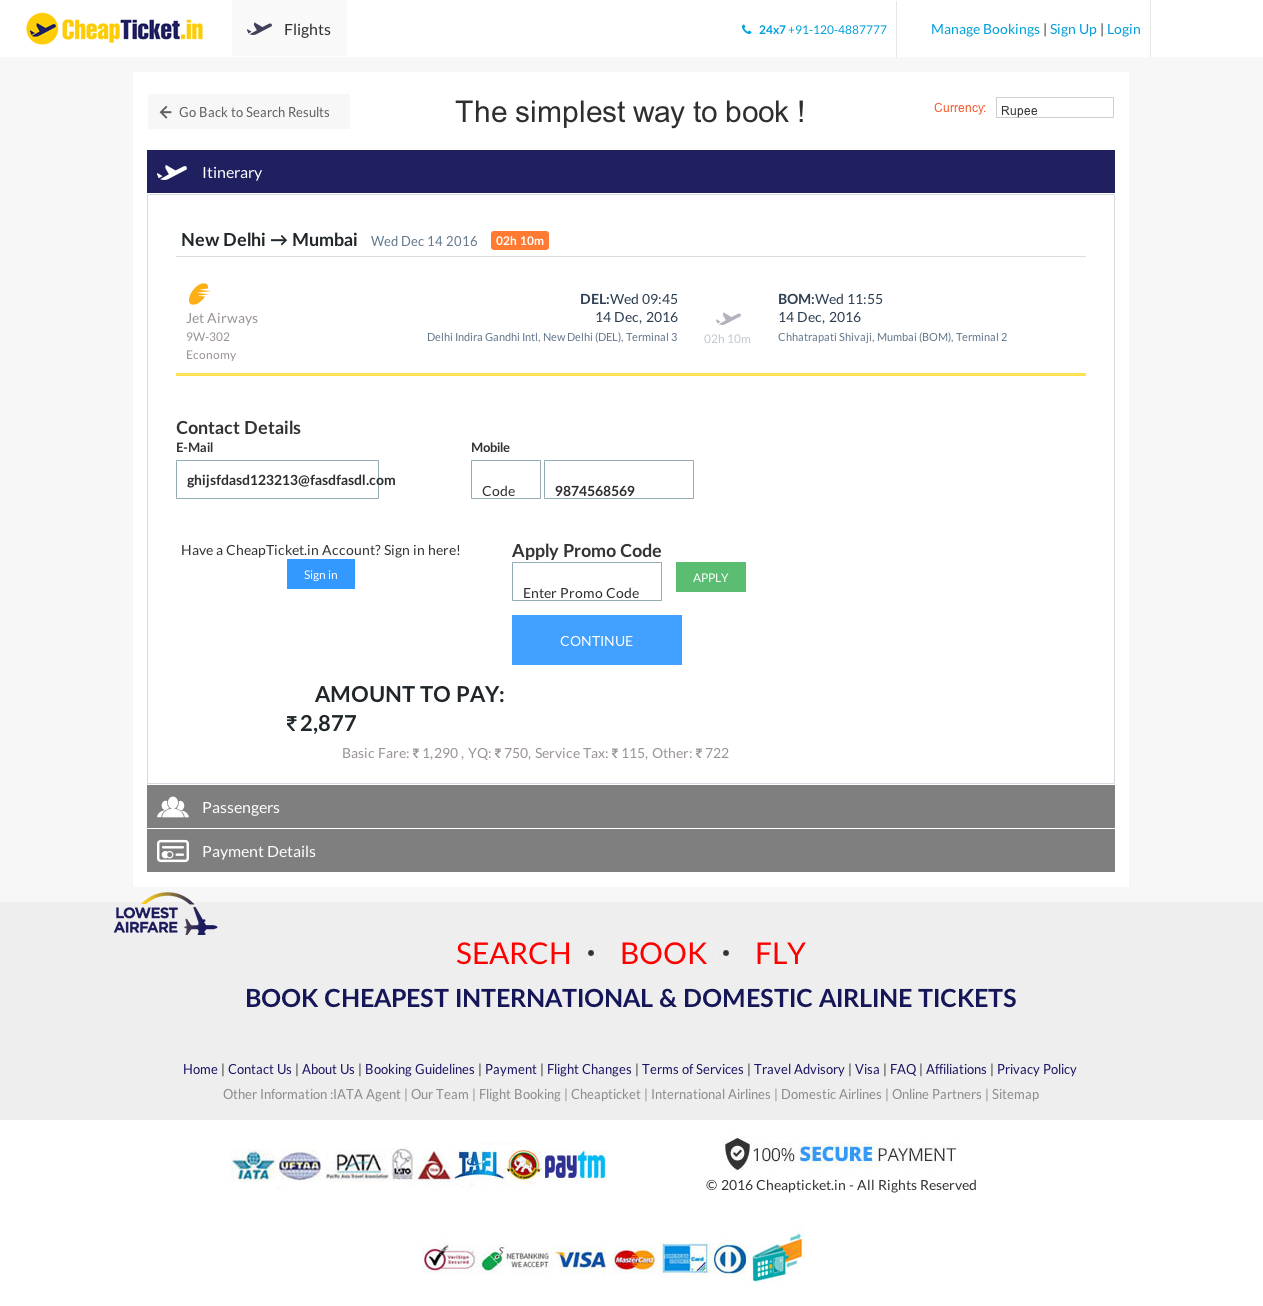 CheapTicket.in
Flights
24x7 +91-120-4887777
Manage Bookings | Sign Up | Login
Go Back to Search Results
The simplest way to book !
Currency:
Rupee
Itinerary
New Delhi → Mumbai Wed Dec 14 2016 02h 10m
Jet Airways
9W-302
Economy
DEL:Wed 09:45
14 Dec, 2016
Delhi Indira Gandhi Intl, New Delhi (DEL), Terminal 3
02h 10m
BOM:Wed 11:55
14 Dec, 2016
Chhatrapati Shivaji, Mumbai (BOM), Terminal 2
Contact Details
E-Mail
ghijsfdasd123213@fasdfasdl.com
Mobile
Code
9874568569
Have a CheapTicket.in Account? Sign in here!
Sign in
Apply Promo Code
Enter Promo Code
APPLY
CONTINUE
AMOUNT TO PAY:
₹ 2,877
Basic Fare: ₹ 1,290 , YQ: ₹ 750, Service Tax: ₹ 115, Other: ₹ 722
Passengers
Payment Details
LOWEST
AIRFARE
SEARCH • BOOK • FLY
BOOK CHEAPEST INTERNATIONAL & DOMESTIC AIRLINE TICKETS
Home | Contact Us | About Us | Booking Guidelines | Payment | Flight Changes | Terms of Services | Travel Advisory | Visa | FAQ | Affiliations | Privacy Policy
Other Information :IATA Agent | Our Team | Flight Booking | Cheapticket | International Airlines | Domestic Airlines | Online Partners | Sitemap
IATA
UFTAA
PATA
Pacific Asia Travel Association
IATO
TAFI
paytm
100% SECURE PAYMENT
© 2016 Cheapticket.in - All Rights Reserved
VeriSign
Secured
NETBANKING
WE ACCEPT
VISA
MasterCard